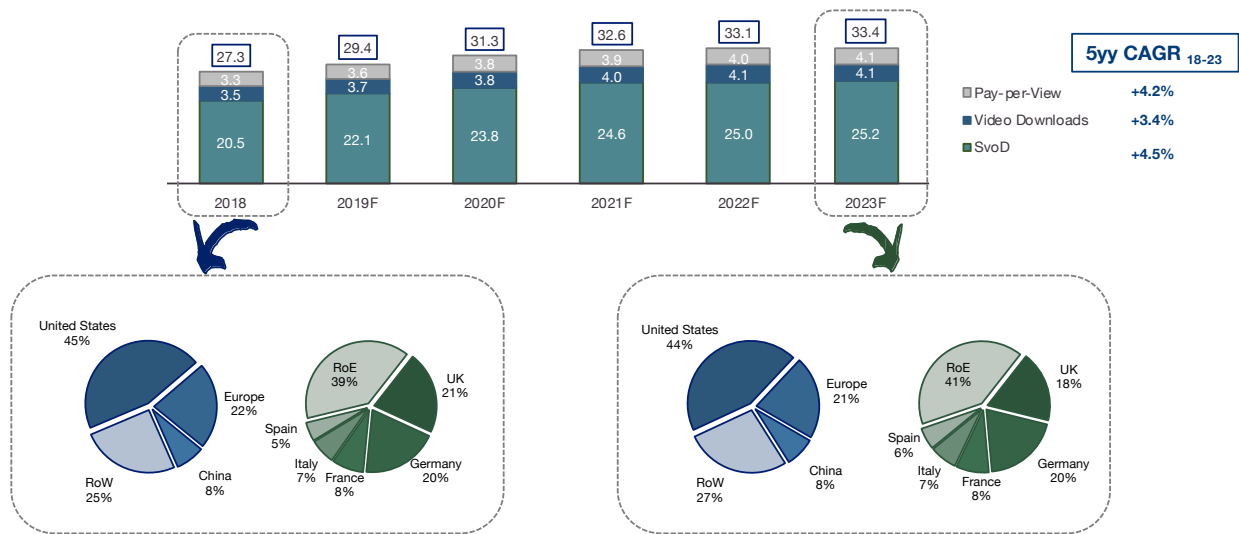 27.3
29.4
31.3
32.6
33.1
33.4
3.3
3.6
3.8
3.9
4.0
4.1
3.5
3.7
3.8
4.0
4.1
4.1
20.5
22.1
23.8
24.6
25.0
25.2
2018
2019F
2020F
2021F
2022F
2023F
5yy CAGR 18-23
Pay-per-View
+4.2%
Video Downloads
+3.4%
SvoD
+4.5%
United States
45%
Europe
22%
China
8%
RoW
25%
RoE
39%
UK
21%
Germany
20%
France
8%
Italy
7%
Spain
5%
United States
44%
Europe
21%
China
8%
RoW
27%
RoE
41%
UK
18%
Germany
20%
France
8%
Italy
7%
Spain
6%